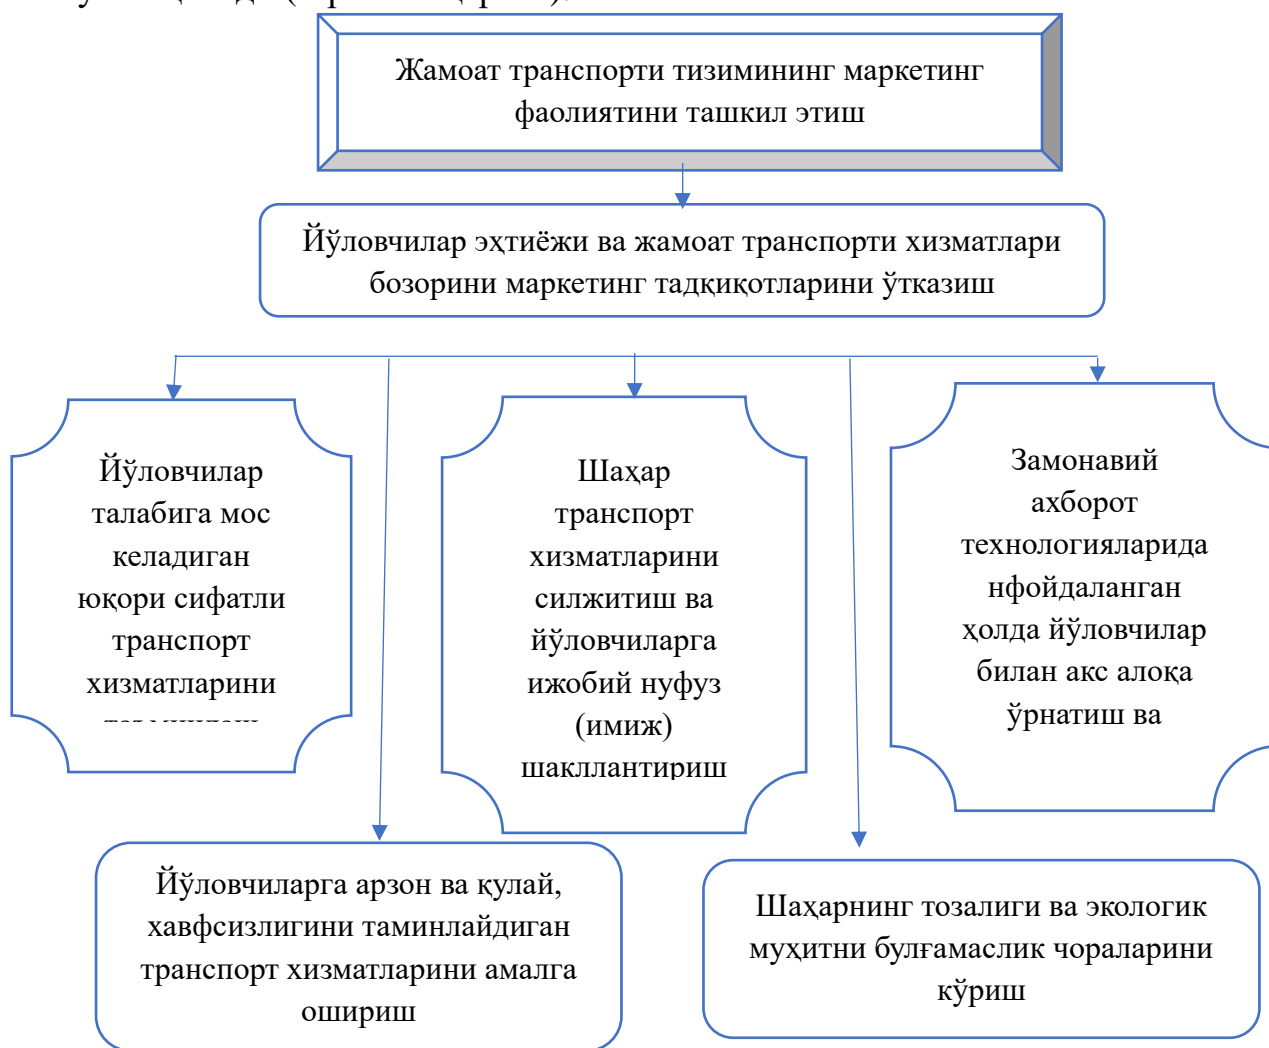 Жамоат транспорти тизимининг маркетинг
фаолиятини ташкил этиш
Йўловчилар эҳтиёжи ва жамоат транспорти хизматлари
бозорини маркетинг тадқиқотларини ўтказиш
Йўловчилар
талабига мос
келадиган
юқори сифатли
транспорт
хизматларини
Шаҳар
транспорт
хизматларини
силжитиш ва
йўловчиларга
ижобий нуфуз
(имиж)
шакллантириш
Замонавий
ахборот
технологияларида
нфойдаланган
ҳолда йўловчилар
билан акс алоқа
ўрнатиш ва
Йўловчиларга арзон ва қулай,
хавфсизлигини таминлайдиган
транспорт хизматларини амалга
ошириш
Шаҳарнинг тозалиги ва экологик
муҳитни булғамаслик чораларини
кўриш